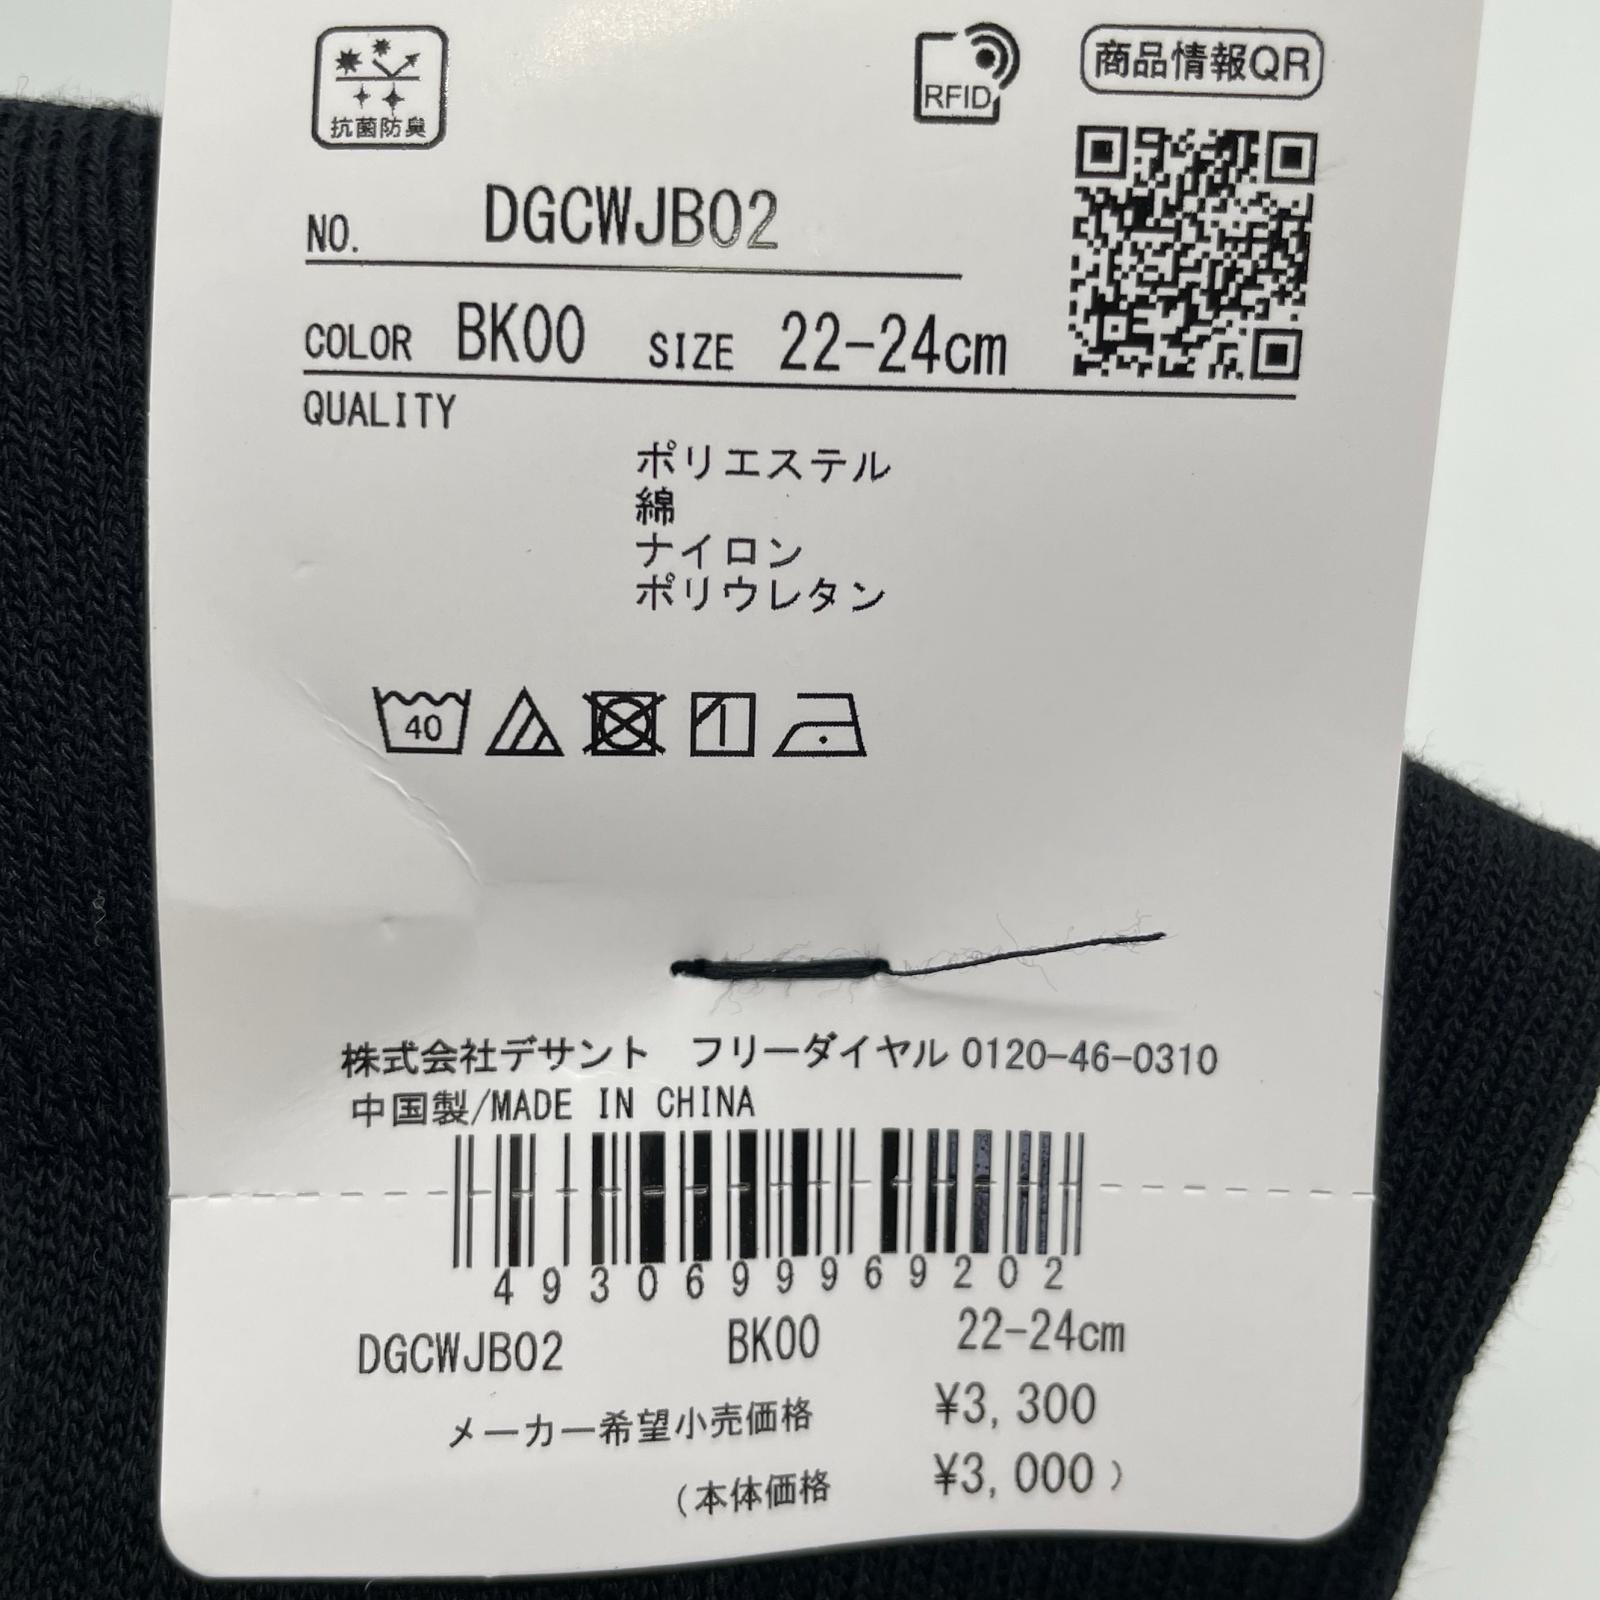 抗菌防臭
RFID
商品情報QR
NO. DGCWJB02
COLOR BK00 SIZE 22-24cm
QUALITY
ポリエステル
綿
ナイロン
ポリウレタン
40
株式会社デサント フリーダイヤル 0120-46-0310
中国製/MADE IN CHINA
4930699969202
DGCWJB02 BK00 22-24cm
メーカー希望小売価格 ¥3,300
(本体価格 ¥3,000)